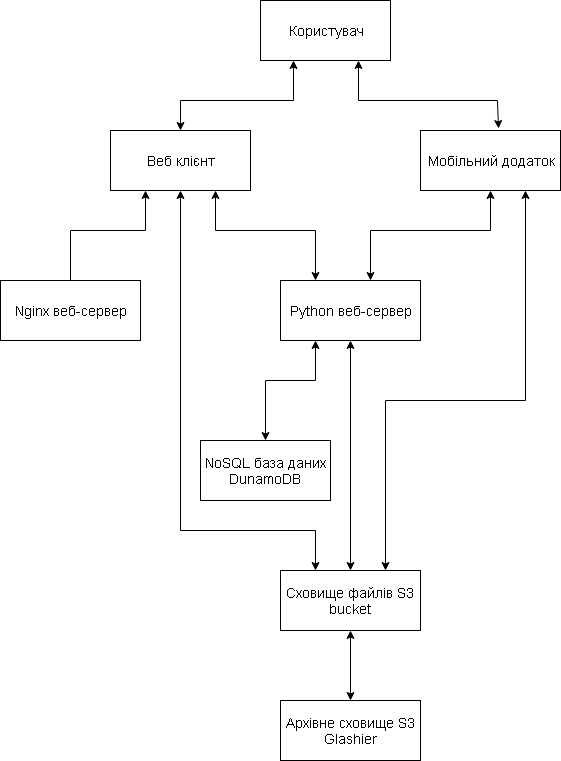 Користувач
Веб клієнт
Мобільний додаток
Nginx веб-сервер
Python веб-сервер
NoSQL база даних
DunamoDB
Сховище файлів S3
bucket
Архівне сховище S3
Glashier